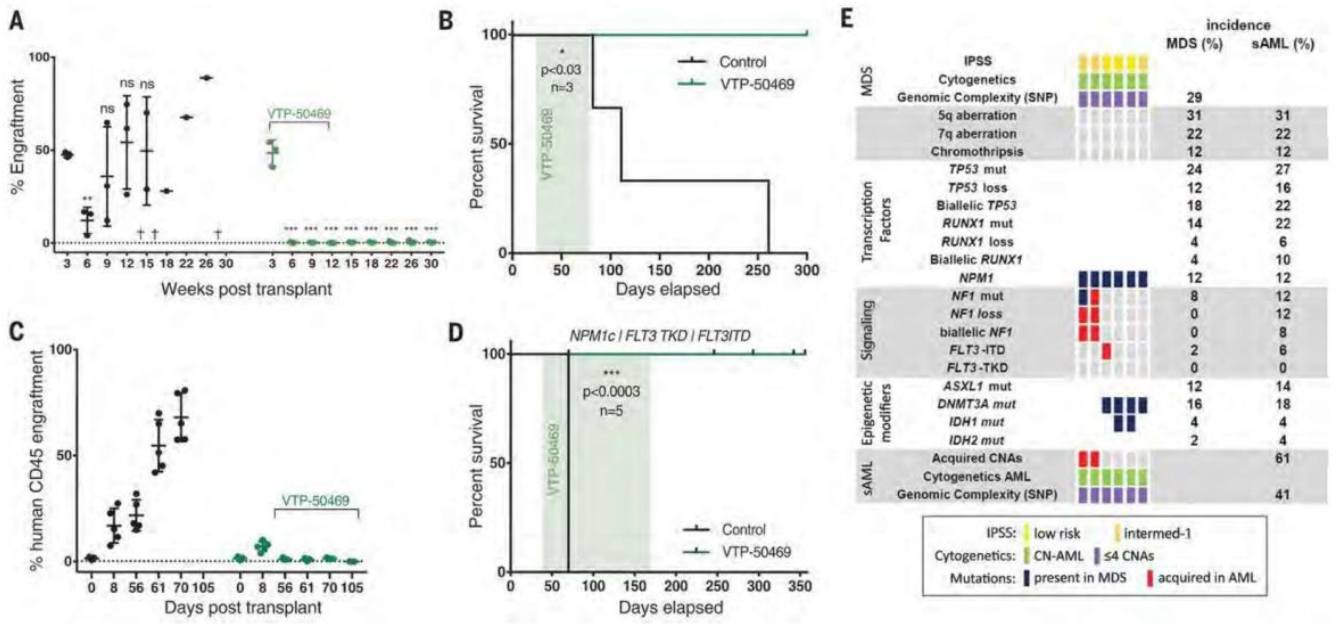 A
100
50
0
% Engraftment
ns
ns
ns
**
† †
†
VTP-50469
*** *** *** *** *** *** *** ***
3 6 9 12 15 18 22 26 30
3 6 9 12 15 18 22 26 30
Weeks post transplant
B
100
50
0
Percent survival
VTP-50469
*
p<0.03
n=3
Control
VTP-50469
0 50 100 150 200 250 300
Days elapsed
C
100
50
0
% human CD45 engraftment
VTP-50469
0 8 56 61 70 105
0 8 56 61 70 105
Days post transplant
D
NPM1c | FLT3 TKD | FLT3ITD
100
50
0
Percent survival
VTP-50469
***
p<0.0003
n=5
Control
VTP-50469
0 50 100 150 200 250 300 350
Days elapsed
E
incidence
MDS (%) sAML (%)
MDS
IPSS
Cytogenetics
Genomic Complexity (SNP) 29
5q aberration 31 31
7q aberration 22 22
Chromothripsis 12 12
Transcription
Factors
TP53 mut 24 27
TP53 loss 12 16
Biallelic TP53 18 22
RUNX1 mut 14 22
RUNX1 loss 4 6
Biallelic RUNX1 4 10
NPM1 12 12
Signaling
NF1 mut 8 12
NF1 loss 0 12
biallelic NF1 0 8
FLT3-ITD 2 6
FLT3-TKD 0 0
Epigenetic
modifiers
ASXL1 mut 12 14
DNMT3A mut 16 18
IDH1 mut 4 4
IDH2 mut 2 4
sAML
Acquired CNAs 61
Cytogenetics AML
Genomic Complexity (SNP) 41
IPSS: low risk intermed-1
Cytogenetics: CN-AML ≤4 CNAs
Mutations: present in MDS acquired in AML